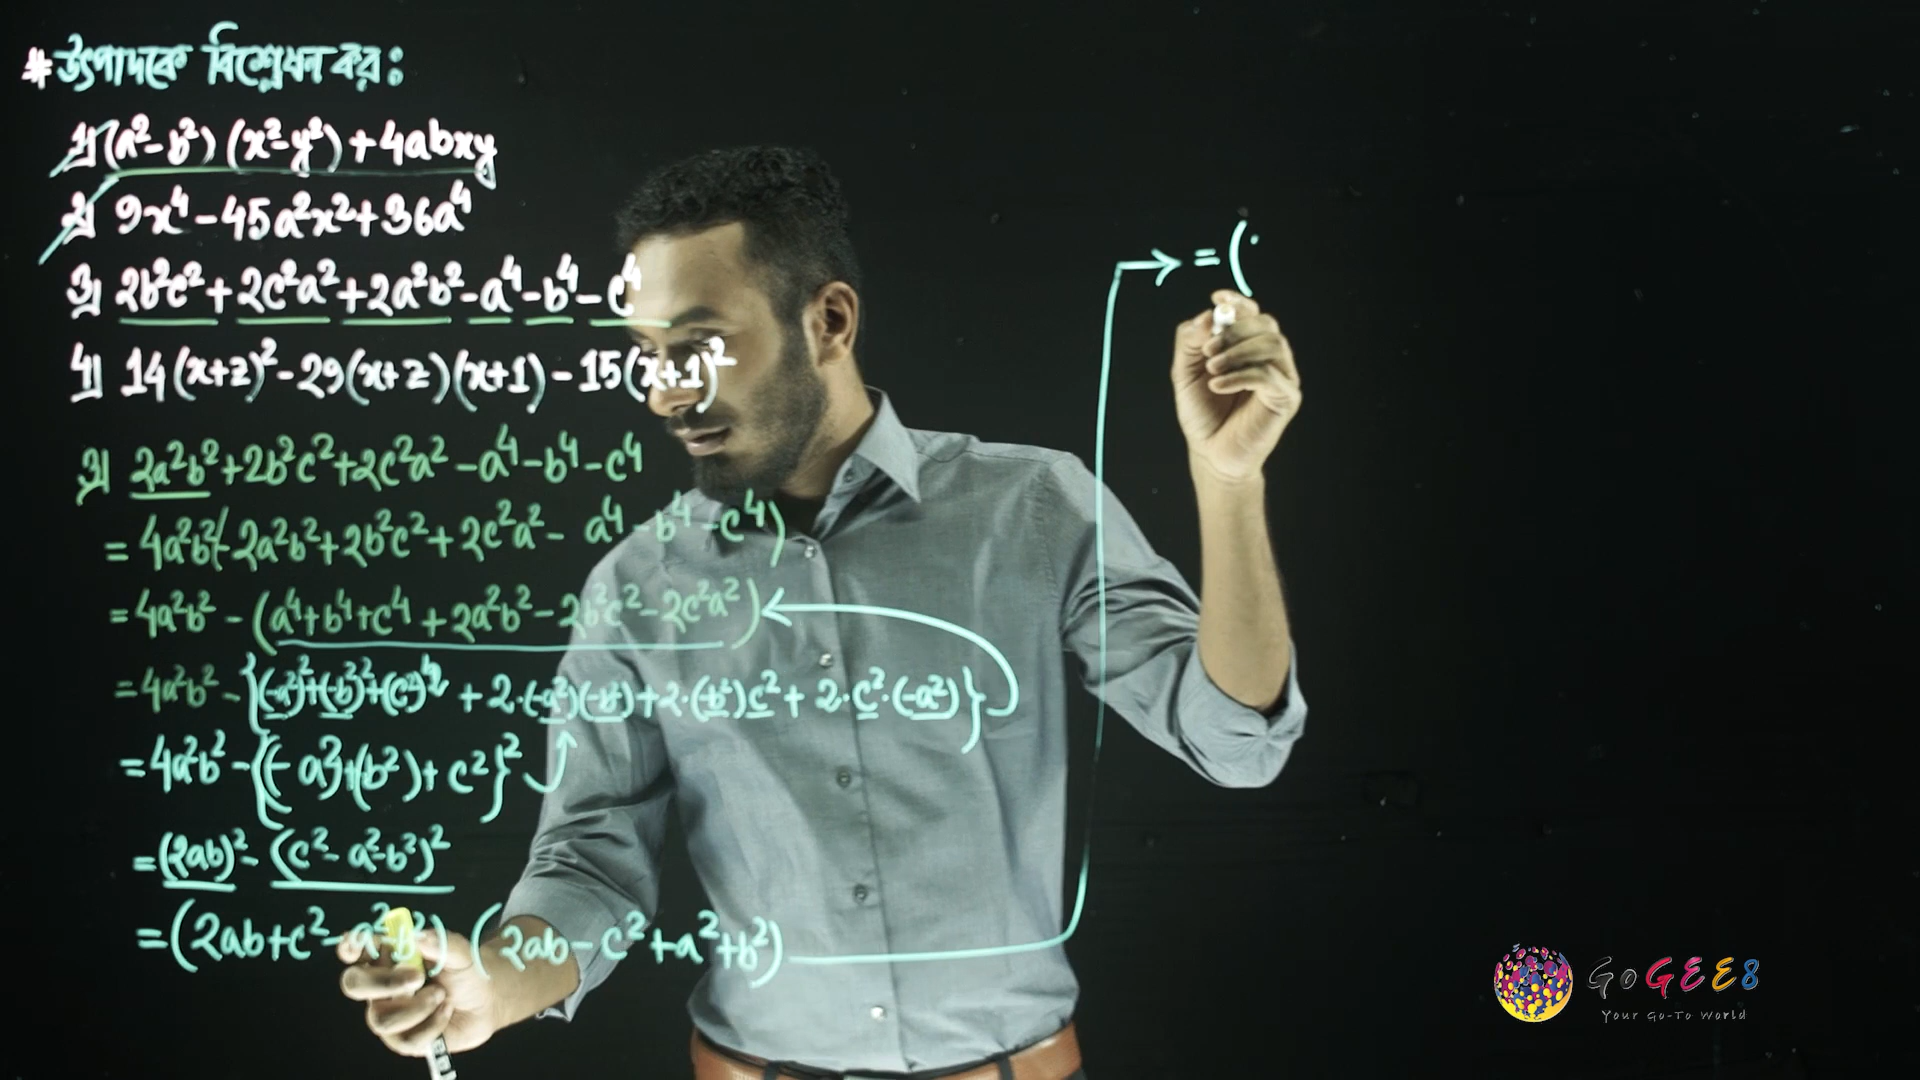 # উৎপাদকে বিশ্লেষন কর:
১) (a²-b²) (x²-y²) + 4abxy
২) 9x⁴ - 45a²x² + 36a⁴
৩) 2b²c² + 2c²a² + 2a²b² - a⁴ - b⁴ - c⁴
৪) 14(x+z)² - 29(x+z)(x+1) - 15(x+1)²
৩) 2a²b² + 2b²c² + 2c²a² - a⁴ - b⁴ - c⁴
= 4a²b² (- 2a²b² + 2b²c² + 2c²a² - a⁴ - b⁴ - c⁴)
= 4a²b² - (a⁴ + b⁴ + c⁴ + 2a²b² - 2b²c² - 2c²a²)
= 4a²b² - {(-a²)² + (-b²)² + (c²)² + 2·(-a²)(-b²) + 2·(-b²)c² + 2·c²·(-a²)}
= 4a²b² - {(-a²) + (-b²) + c²}²
= (2ab)² - (c² - a² - b²)²
= (2ab + c² - a² - b²) (2ab - c² + a² + b²)
→ = (
GoGEE8
Your Go-To World